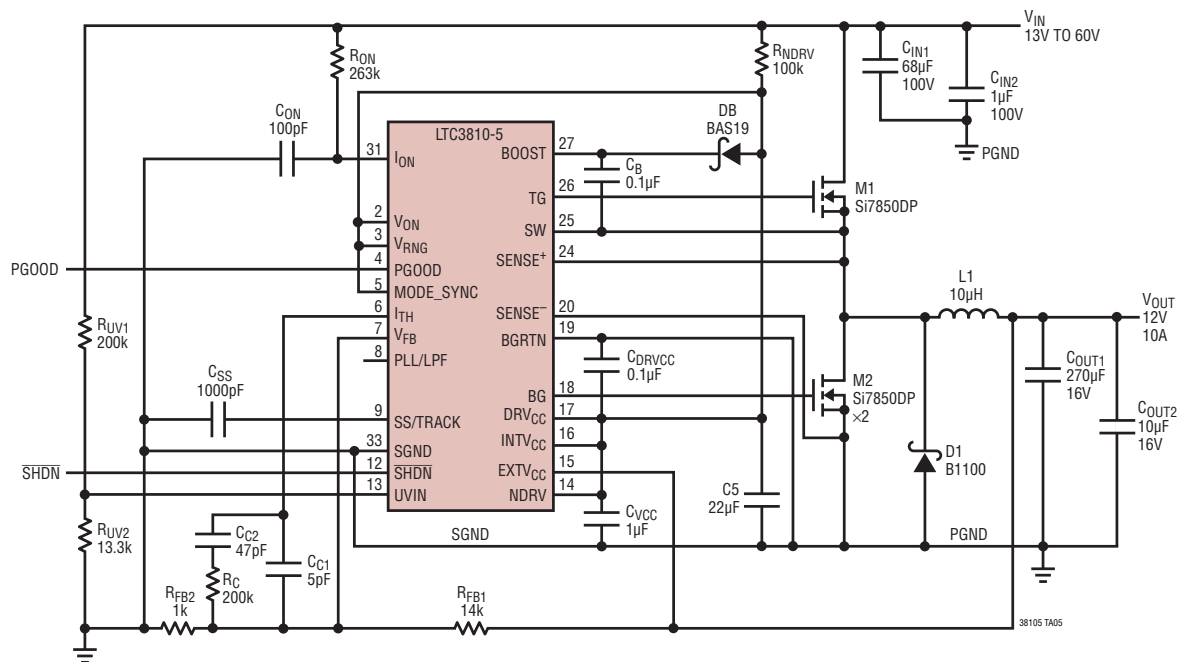 VIN
13V TO 60V
RON
263k
RNDRV
100k
CIN1
68µF
100V
CIN2
1µF
100V
PGND
CON
100pF
DB
BAS19
LTC3810-5
31
ION
BOOST
27
CB
0.1µF
TG
26
M1
Si7850DP
2
VON
SW
25
3
VRNG
SENSE+
24
PGOOD
4
PGOOD
5
MODE_SYNC
L1
10µH
VOUT
12V
10A
6
ITH
SENSE–
20
7
VFB
BGRTN
19
RUV1
200k
8
PLL/LPF
CDRVCC
0.1µF
COUT1
270µF
16V
CSS
1000pF
BG
18
M2
Si7850DP
×2
9
SS/TRACK
DRVCC
17
COUT2
10µF
16V
33
SGND
INTVCC
16
SHDN
12
SHDN
EXTVCC
15
D1
B1100
13
UVIN
NDRV
14
C5
22µF
RUV2
13.3k
CVCC
1µF
SGND
PGND
CC2
47pF
CC1
5pF
RC
200k
RFB2
1k
RFB1
14k
38105 TA05